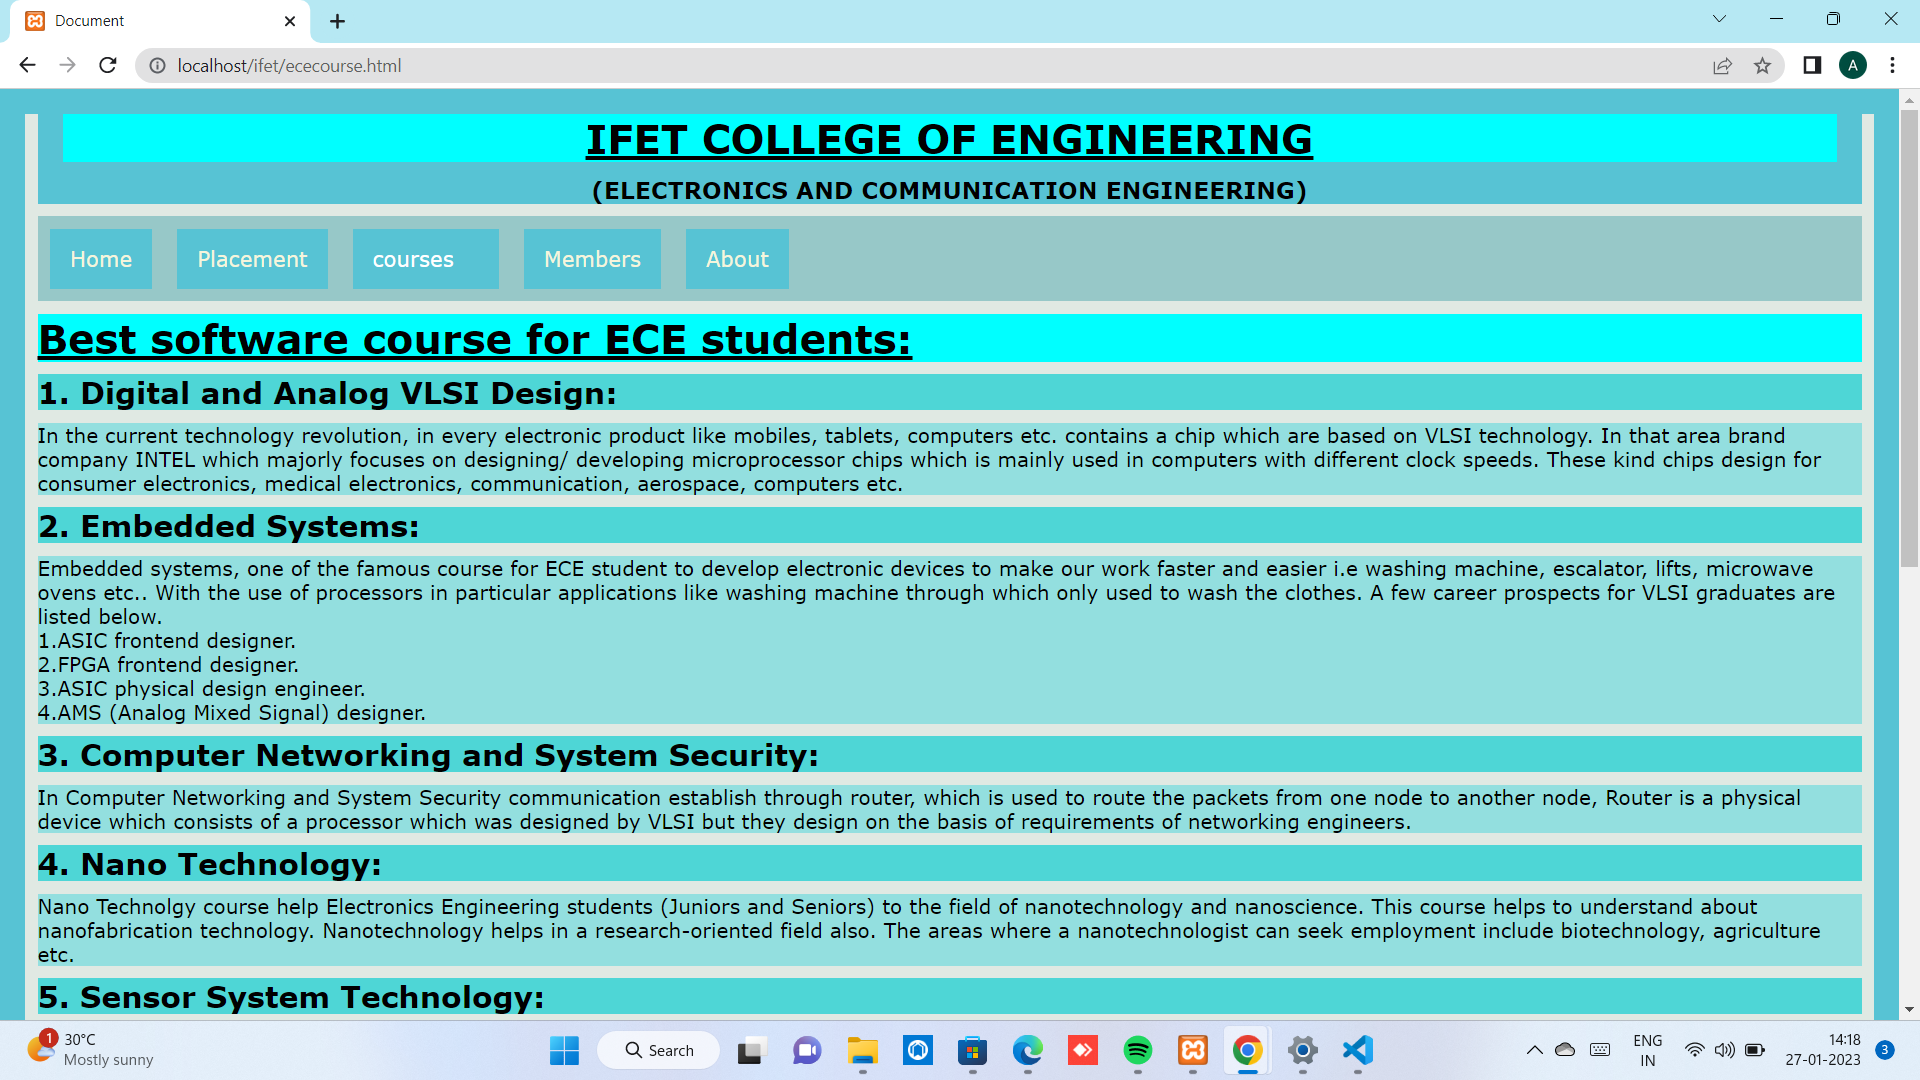 Document
localhost/ifet/ececourse.html
A
IFET COLLEGE OF ENGINEERING
(ELECTRONICS AND COMMUNICATION ENGINEERING)
Home Placement courses Members About
Best software course for ECE students:
1. Digital and Analog VLSI Design:
In the current technology revolution, in every electronic product like mobiles, tablets, computers etc. contains a chip which are based on VLSI technology. In that area brand
company INTEL which majorly focuses on designing/ developing microprocessor chips which is mainly used in computers with different clock speeds. These kind chips design for
consumer electronics, medical electronics, communication, aerospace, computers etc.
2. Embedded Systems:
Embedded systems, one of the famous course for ECE student to develop electronic devices to make our work faster and easier i.e washing machine, escalator, lifts, microwave
ovens etc.. With the use of processors in particular applications like washing machine through which only used to wash the clothes. A few career prospects for VLSI graduates are
listed below.
1.ASIC frontend designer.
2.FPGA frontend designer.
3.ASIC physical design engineer.
4.AMS (Analog Mixed Signal) designer.
3. Computer Networking and System Security:
In Computer Networking and System Security communication establish through router, which is used to route the packets from one node to another node, Router is a physical
device which consists of a processor which was designed by VLSI but they design on the basis of requirements of networking engineers.
4. Nano Technology:
Nano Technolgy course help Electronics Engineering students (Juniors and Seniors) to the field of nanotechnology and nanoscience. This course helps to understand about
nanofabrication technology. Nanotechnology helps in a research-oriented field also. The areas where a nanotechnologist can seek employment include biotechnology, agriculture
etc.
5. Sensor System Technology:
1
30°C
Mostly sunny
Search
ENG
IN
14:18
27-01-2023
3